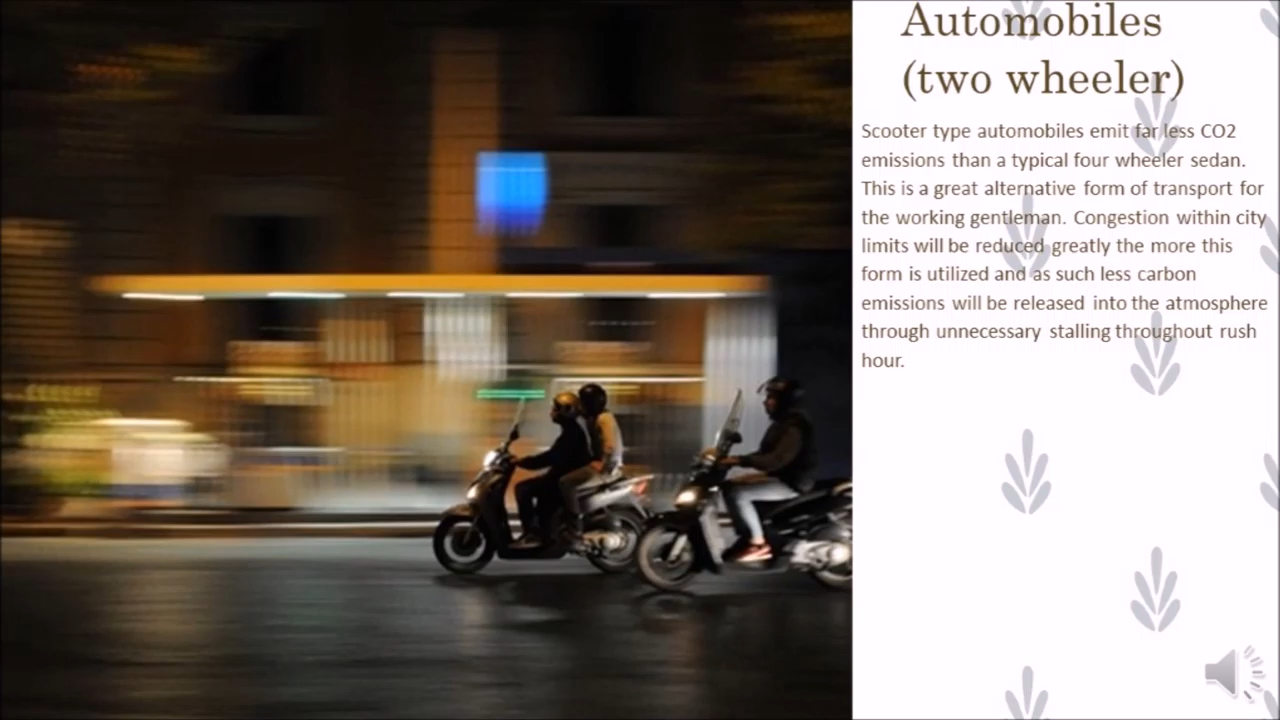 Automobiles
(two wheeler)
Scooter type automobiles emit far less CO2
emissions than a typical four wheeler sedan.
This is a great alternative form of transport for
the working gentleman. Congestion within city
limits will be reduced greatly the more this
form is utilized and as such less carbon
emissions will be released into the atmosphere
through unnecessary stalling throughout rush
hour.